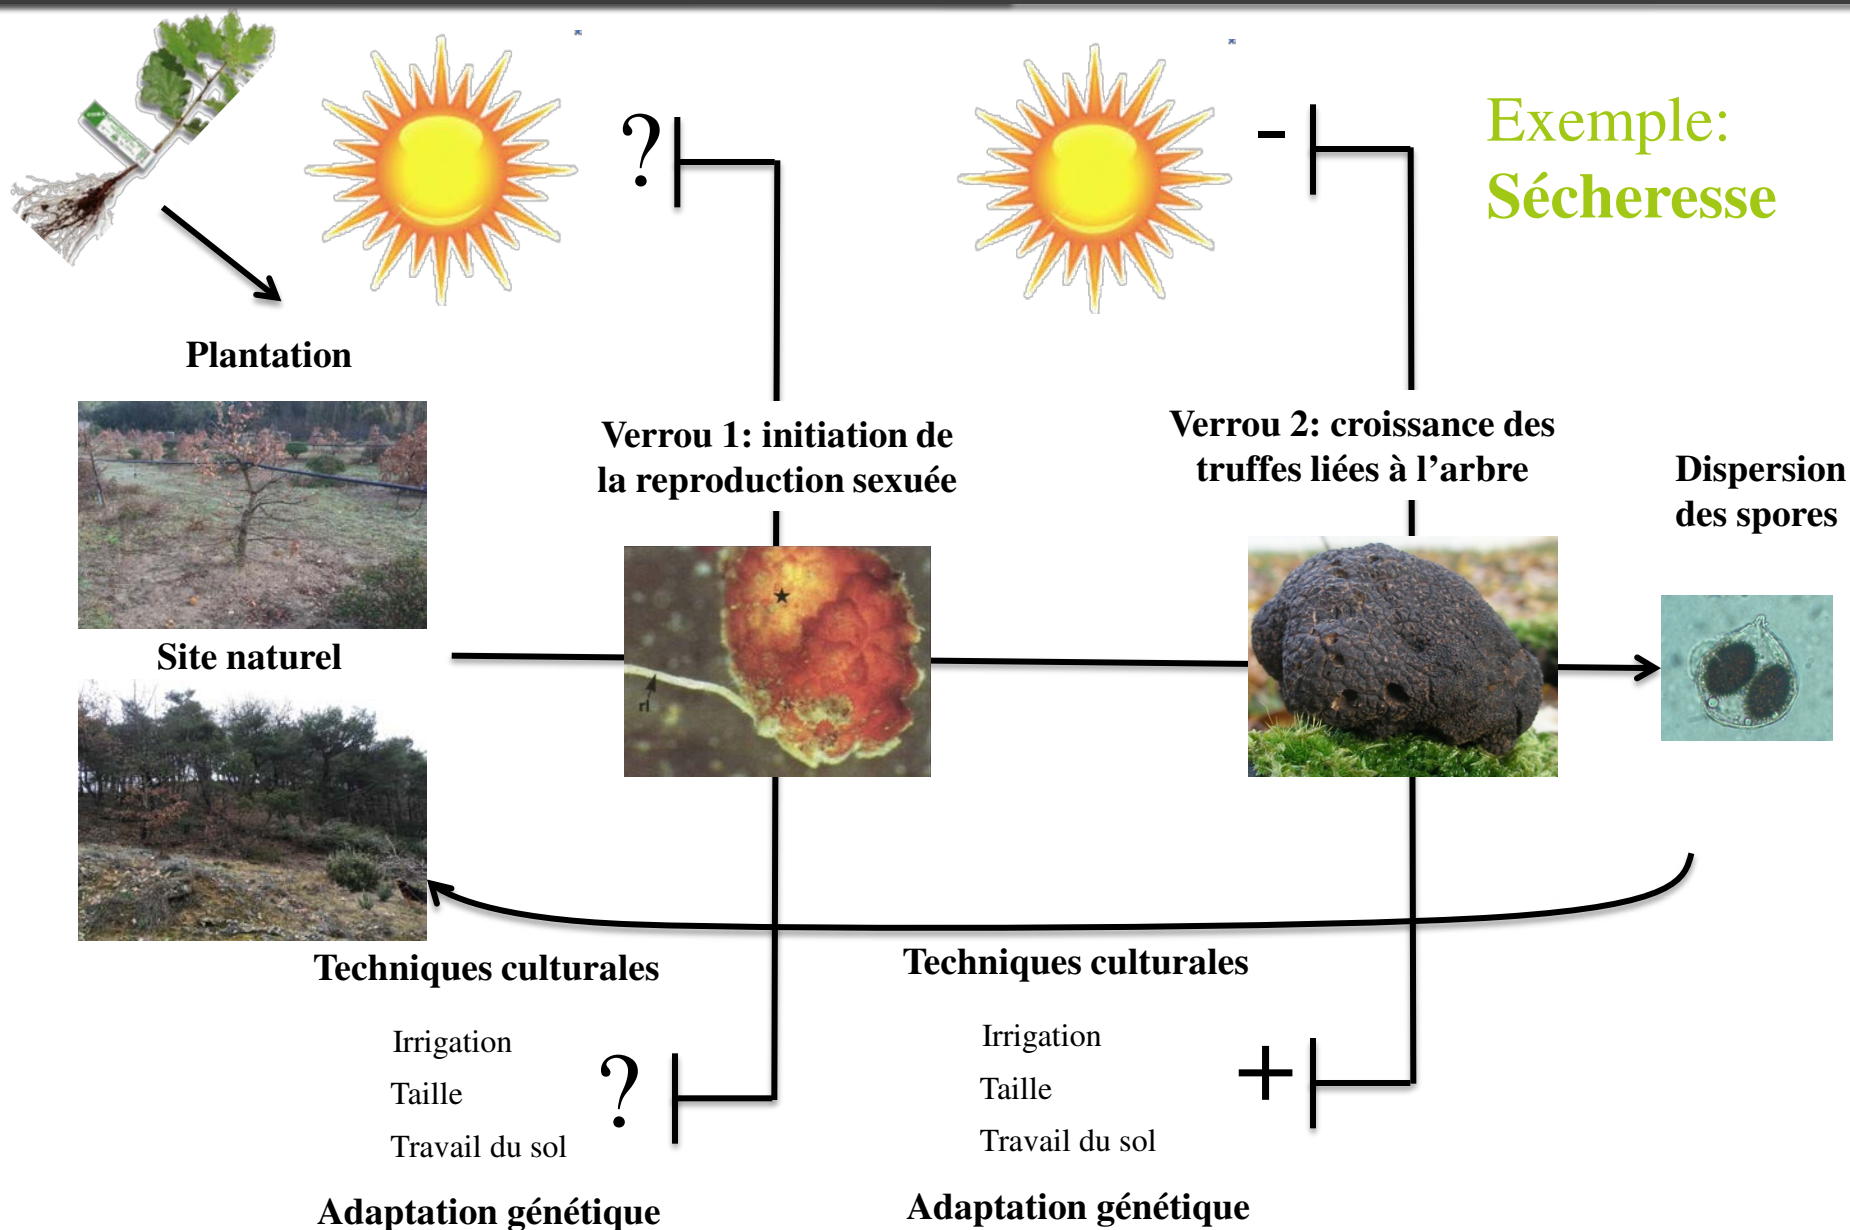 ?
-
Exemple:
Sécheresse
Plantation
Verrou 1: initiation de
la reproduction sexuée
Verrou 2: croissance des
truffes liées à l’arbre
Dispersion
des spores
Site naturel
rl
Techniques culturales
Irrigation
Taille
Travail du sol
?
Adaptation génétique
Techniques culturales
Irrigation
Taille
Travail du sol
+
Adaptation génétique